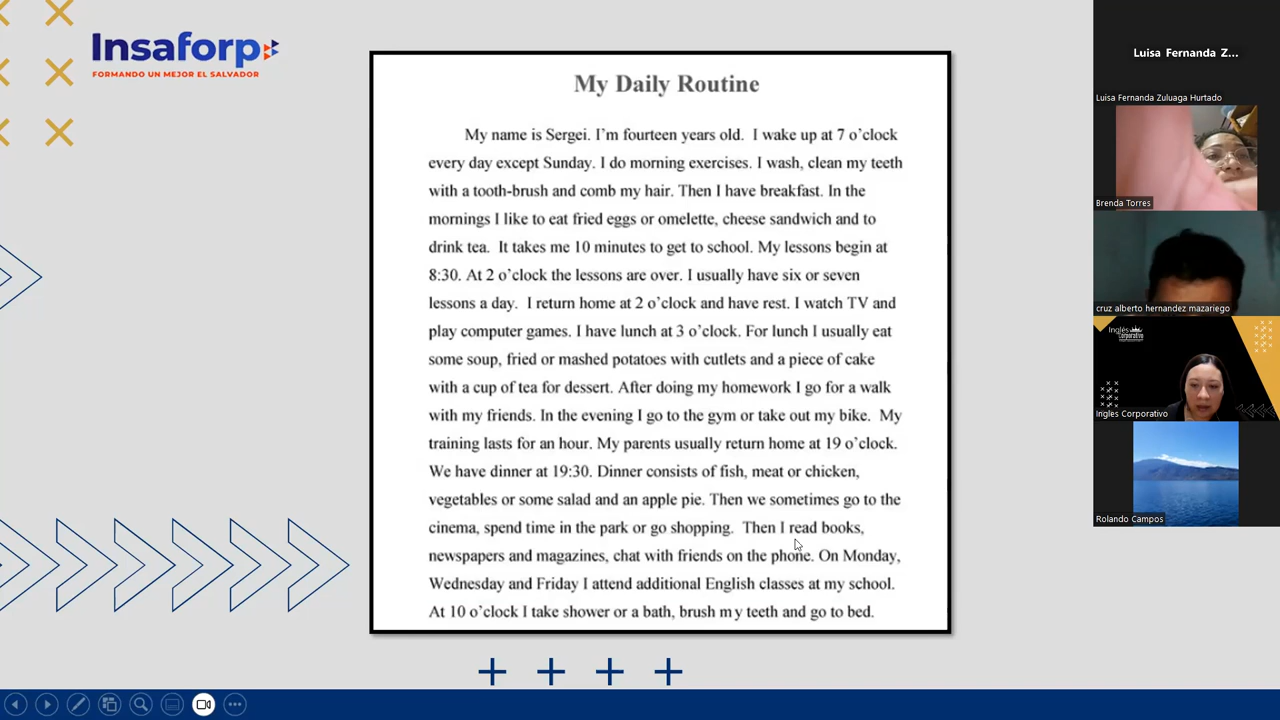 Insaforp
FORMANDO UN MEJOR EL SALVADOR
My Daily Routine
My name is Sergei. I'm fourteen years old. I wake up at 7 o'clock
every day except Sunday. I do morning exercises. I wash, clean my teeth
with a tooth-brush and comb my hair. Then I have breakfast. In the
mornings I like to eat fried eggs or omelette, cheese sandwich and to
drink tea. It takes me 10 minutes to get to school. My lessons begin at
8:30. At 2 o'clock the lessons are over. I usually have six or seven
lessons a day. I return home at 2 o'clock and have rest. I watch TV and
play computer games. I have lunch at 3 o'clock. For lunch I usually eat
some soup, fried or mashed potatoes with cutlets and a piece of cake
with a cup of tea for dessert. After doing my homework I go for a walk
with my friends. In the evening I go to the gym or take out my bike. My
training lasts for an hour. My parents usually return home at 19 o'clock.
We have dinner at 19:30. Dinner consists of fish, meat or chicken,
vegetables or some salad and an apple pie. Then we sometimes go to the
cinema, spend time in the park or go shopping. Then I read books,
newspapers and magazines, chat with friends on the phone. On Monday,
Wednesday and Friday I attend additional English classes at my school.
At 10 o'clock I take shower or a bath, brush my teeth and go to bed.
Luisa Fernanda Z...
Luisa Fernanda Zuluaga Hurtado
Brenda Torres
cruz alberto hernandez mazariego
Inglés
Corporativo
Ingles Corporativo
Rolando Campos